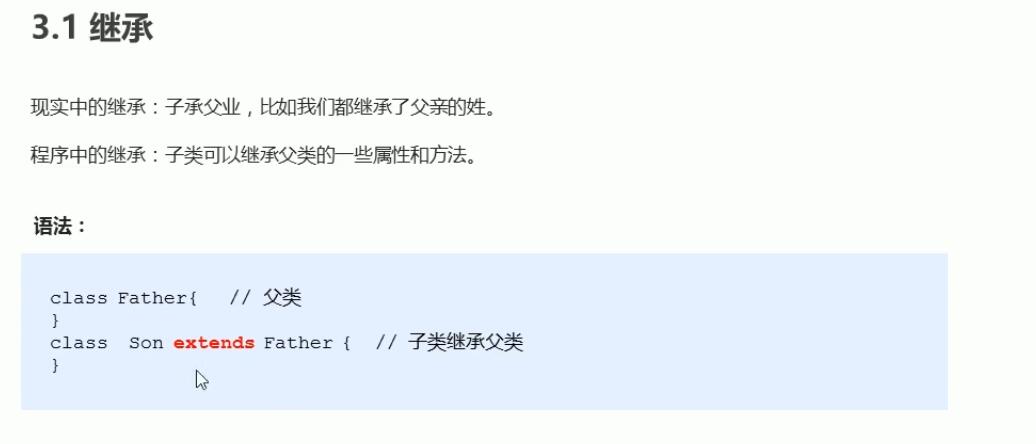 3.1 继承
现实中的继承：子承父业，比如我们都继承了父亲的姓。
程序中的继承：子类可以继承父类的一些属性和方法。
语法：
class Father{   // 父类
}
class  Son extends Father {  // 子类继承父类
}